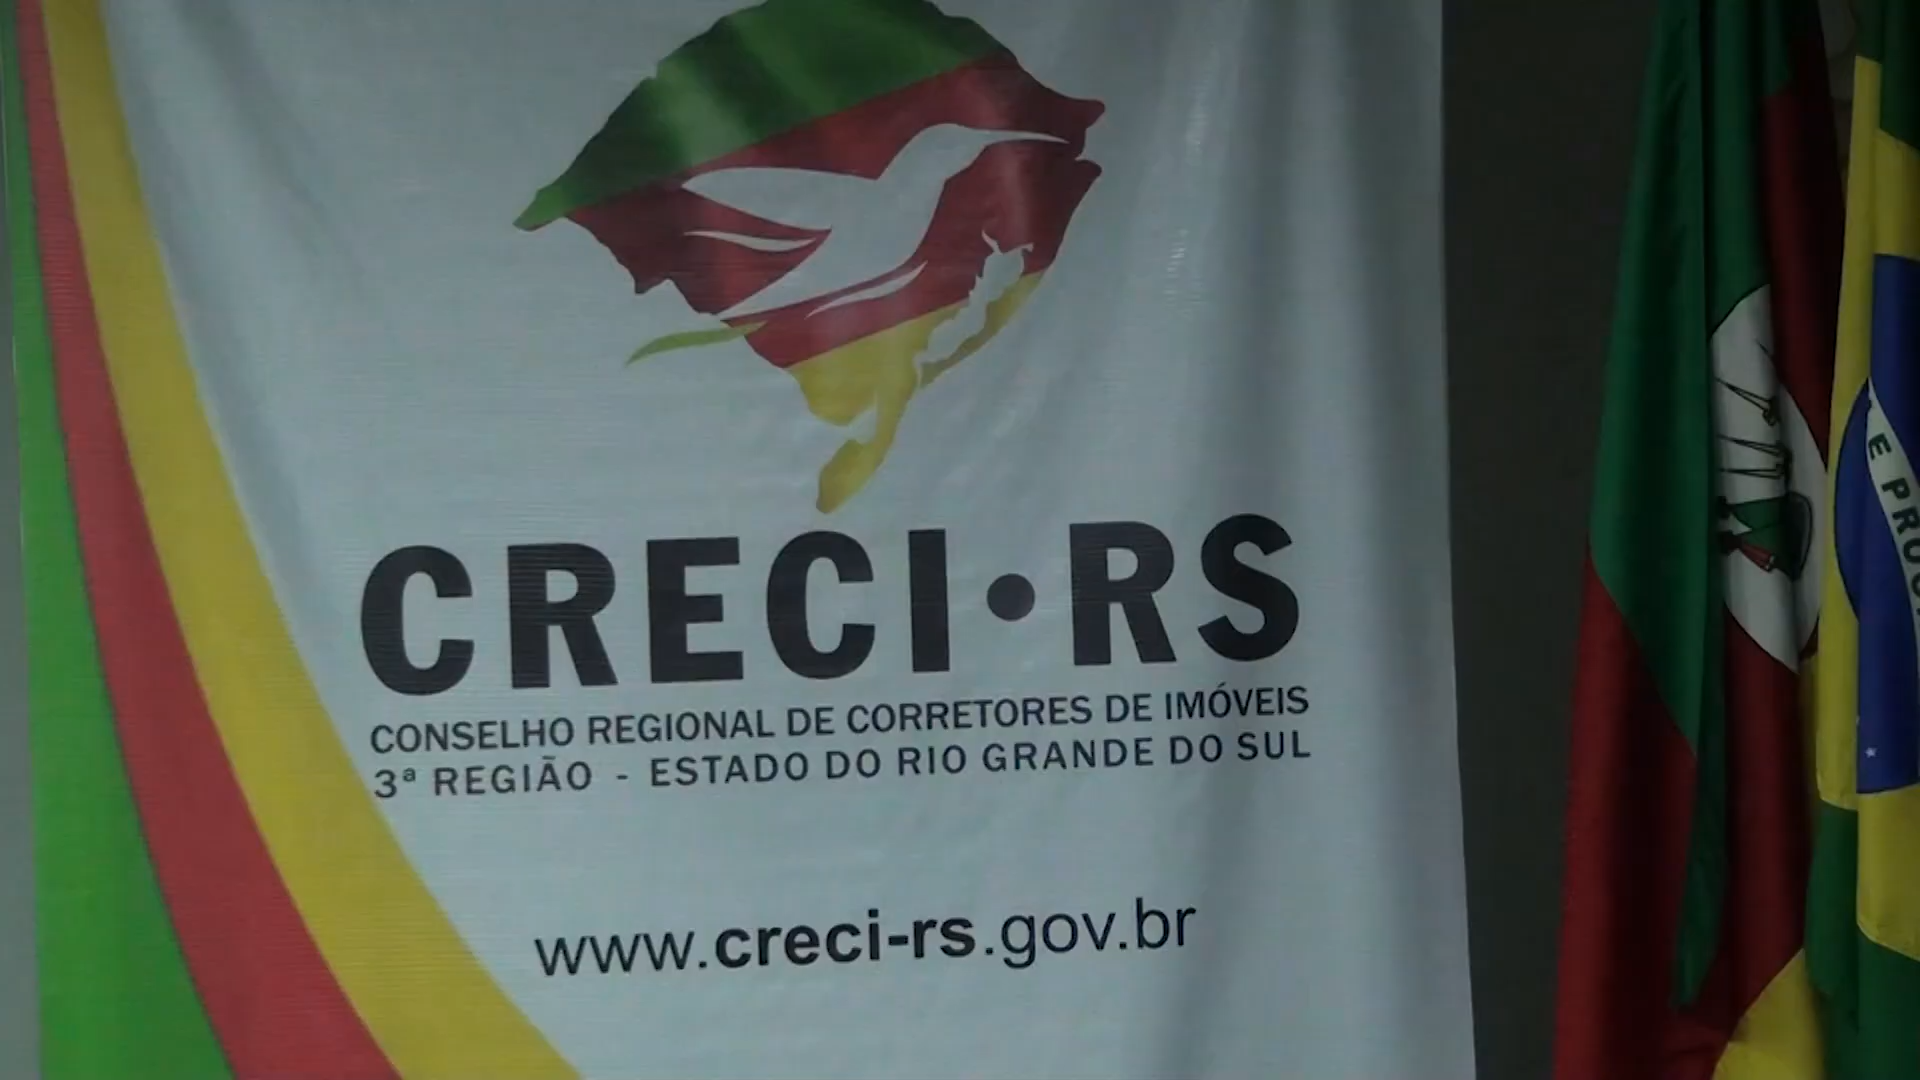 CRECI•RS
CONSELHO REGIONAL DE CORRETORES DE IMÓVEIS
3ª REGIÃO - ESTADO DO RIO GRANDE DO SUL
www.creci-rs.gov.br
E PRO